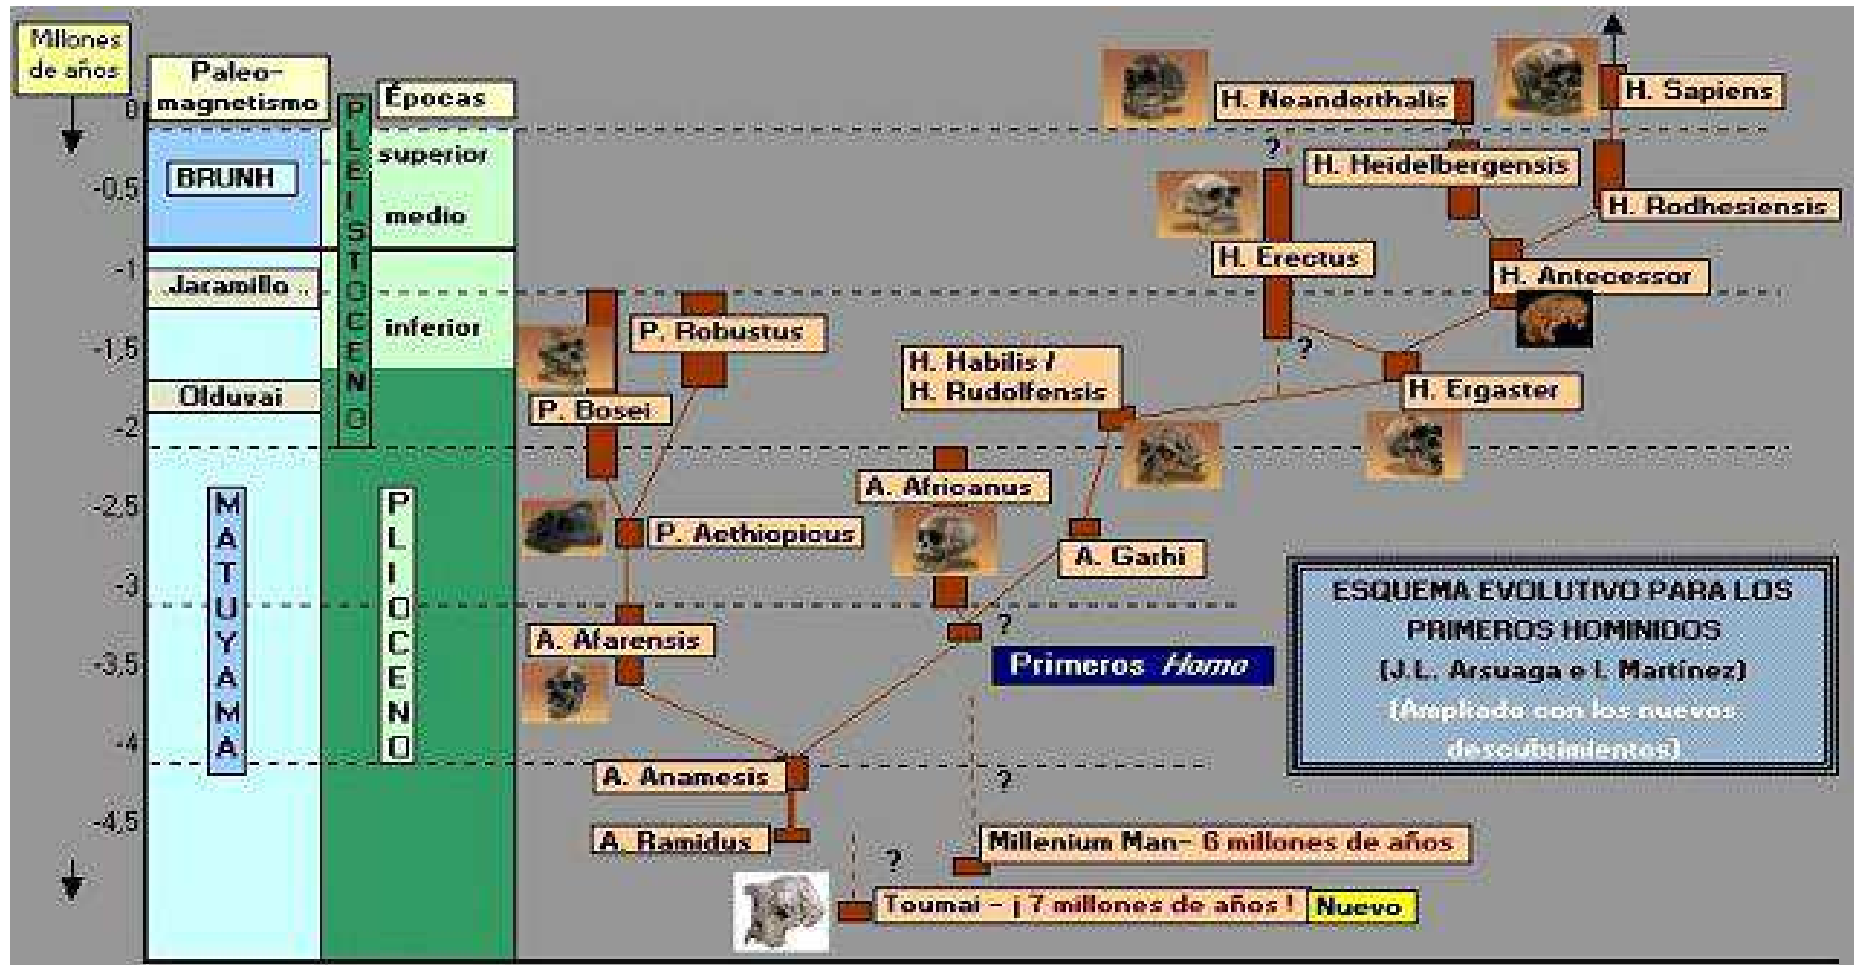 Millones
de años
Paleo-
magnetismo
Épocas
0
-0,5
-1
-1,5
-2
-2,5
-3
-3,5
-4
-4,5
BRUNH
Jaramillo ..
Olduvai
MATUYAMA
PLEISTOCENO
superior
medio
inferior
PLIOCENO
H. Neanderthalis
H. Sapiens
?
H. Heidelbergensis
H. Rodhesiensis
H. Erectus
H. Antecessor
P. Robustus
?
H. Habilis /
H. Rudolfensis
H. Ergaster
P. Bosei
A. Africanus
P. Aethiopicus
A. Garhi
?
A. Afarensis
Primeros Homo
ESQUEMA EVOLUTIVO PARA LOS
PRIMEROS HOMINIDOS
(J.L. Arsuaga e I. Martínez)
(Ampliado con los nuevos
descubrimientos)
A. Anamesis
?
A. Ramidus
Millenium Man- 6 millones de años
?
Toumai - ¡ 7 millones de años ! Nuevo